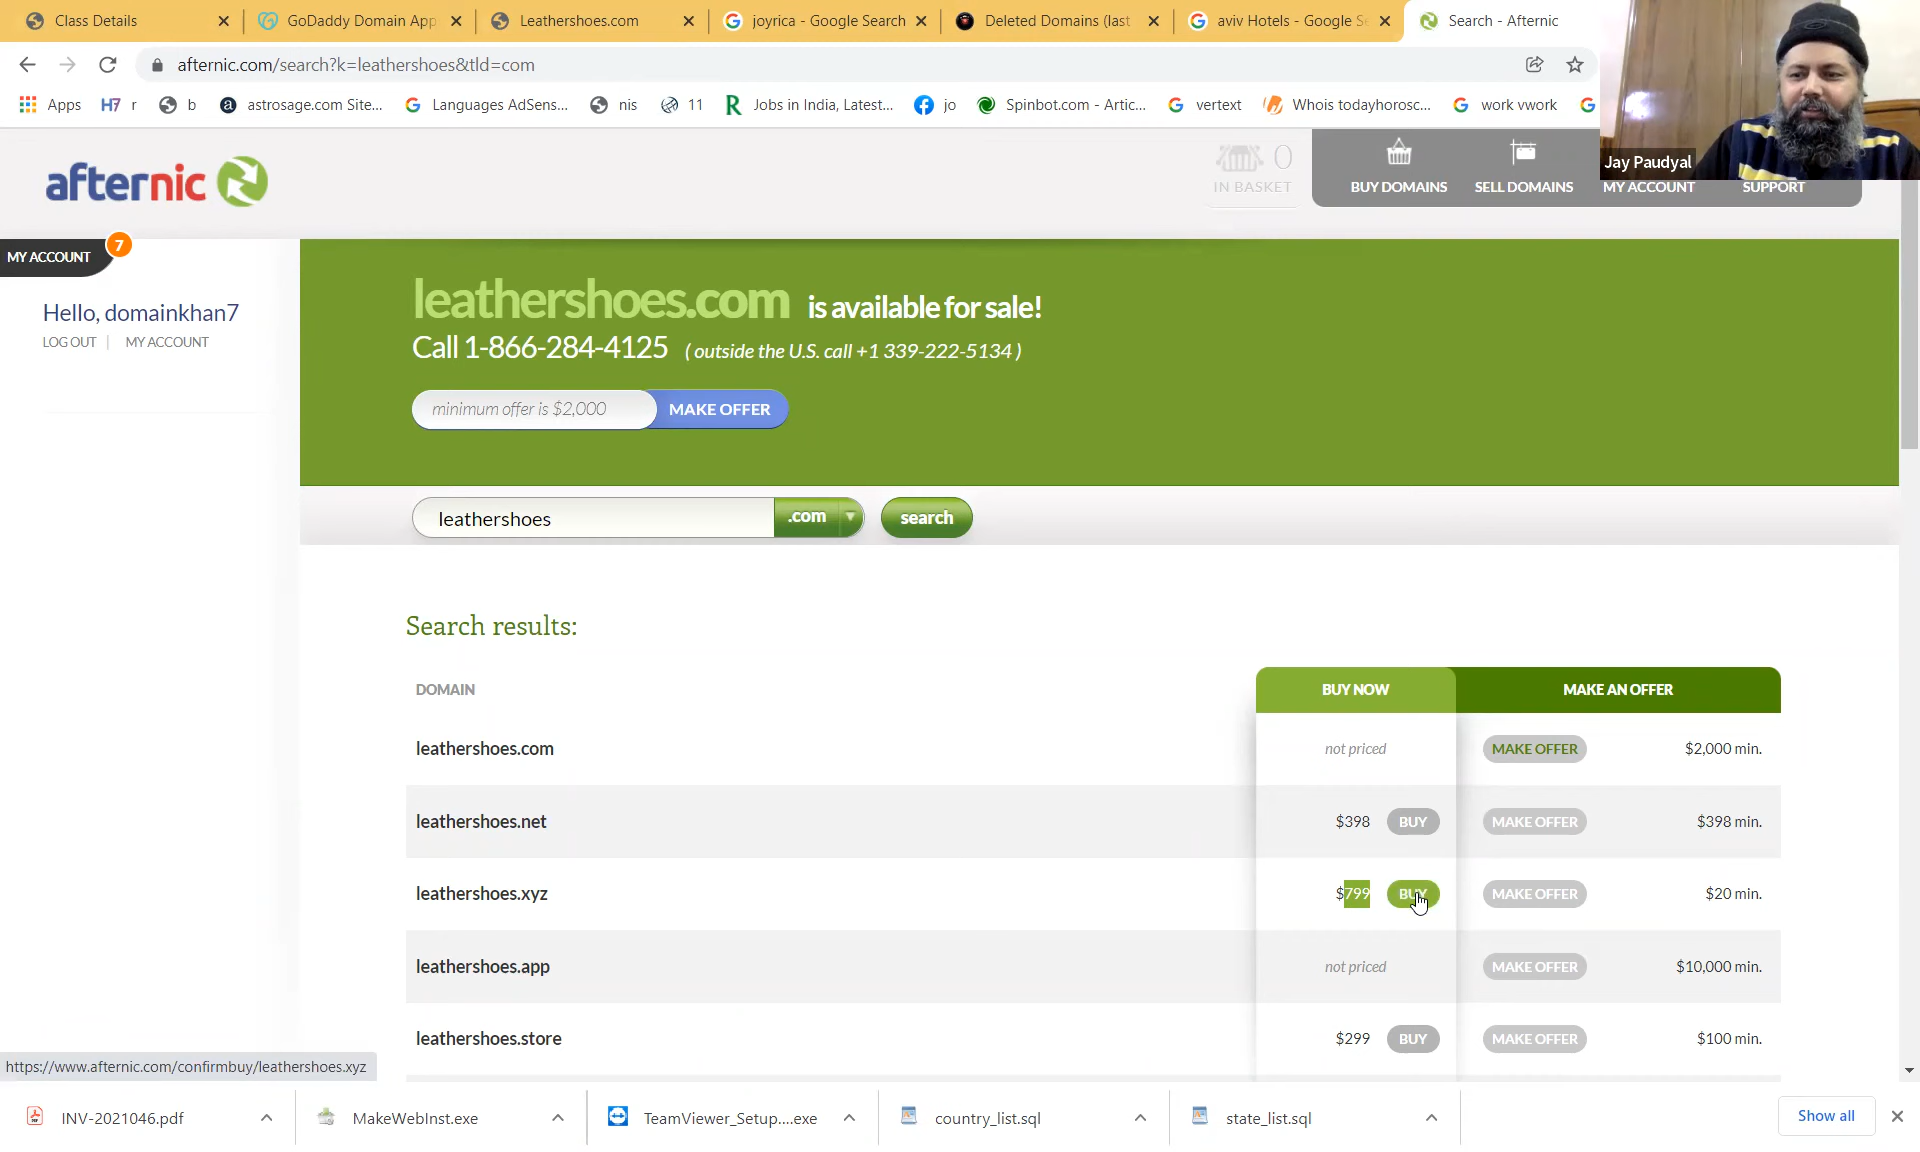 Class Details
GoDaddy Domain App
Leathershoes.com
joyrica - Google Search
Deleted Domains (last
aviv Hotels - Google Se
Search - Afternic
afternic.com/search?k=leathershoes&tld=com
Apps
H7 r
b
astrosage.com Site...
Languages AdSens...
nis
11
Jobs in India, Latest...
jo
Spinbot.com - Artic...
vertext
Whois todayhorosc...
work vwork
Jay Paudyal
afternic
0
IN BASKET
BUY DOMAINS
SELL DOMAINS
MY ACCOUNT
SUPPORT
MY ACCOUNT
7
Hello, domainkhan7
LOG OUT | MY ACCOUNT
leathershoes.com is available for sale!
Call 1-866-284-4125 ( outside the U.S. call +1 339-222-5134 )
minimum offer is $2,000
MAKE OFFER
leathershoes
.com
search
Search results:
DOMAIN BUY NOW MAKE AN OFFER
leathershoes.com not priced MAKE OFFER $2,000 min.
leathershoes.net $398 BUY MAKE OFFER $398 min.
leathershoes.xyz $799 BUY MAKE OFFER $20 min.
leathershoes.app not priced MAKE OFFER $10,000 min.
leathershoes.store $299 BUY MAKE OFFER $100 min.
https://www.afternic.com/confirmbuy/leathershoes.xyz
INV-2021046.pdf
MakeWebInst.exe
TeamViewer_Setup....exe
country_list.sql
state_list.sql
Show all